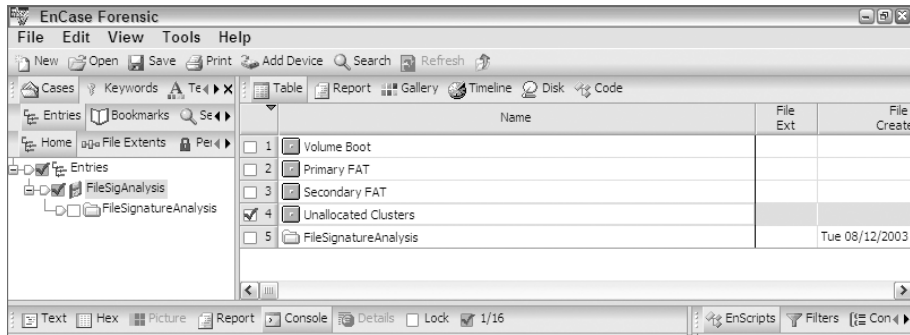 EnCase Forensic
File Edit View Tools Help
New Open Save Print Add Device Search Refresh
Cases Keywords Te
Table Report Gallery Timeline Disk Code
Entries Bookmarks Se
Name File Ext File Create
Home File Extents Per
1 Volume Boot
2 Primary FAT
3 Secondary FAT
4 Unallocated Clusters
5 FileSignatureAnalysis Tue 08/12/2003
Entries
FileSigAnalysis
FileSignatureAnalysis
Text Hex Picture Report Console Details Lock 1/16
EnScripts Filters Con